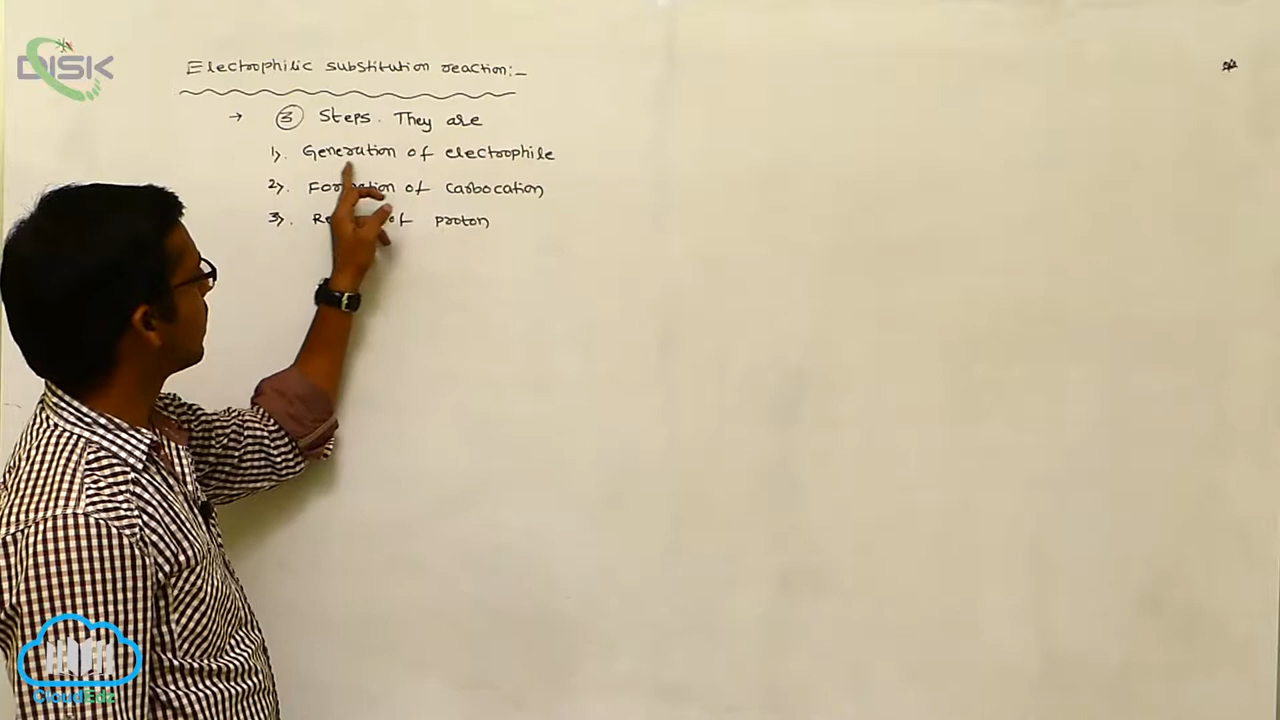 DISK
Electrophilic substitution reaction:-
→ 3 Steps. They are
1). Generation of electrophile
2). Formation of carbocation
3). of proton
CloudEdz